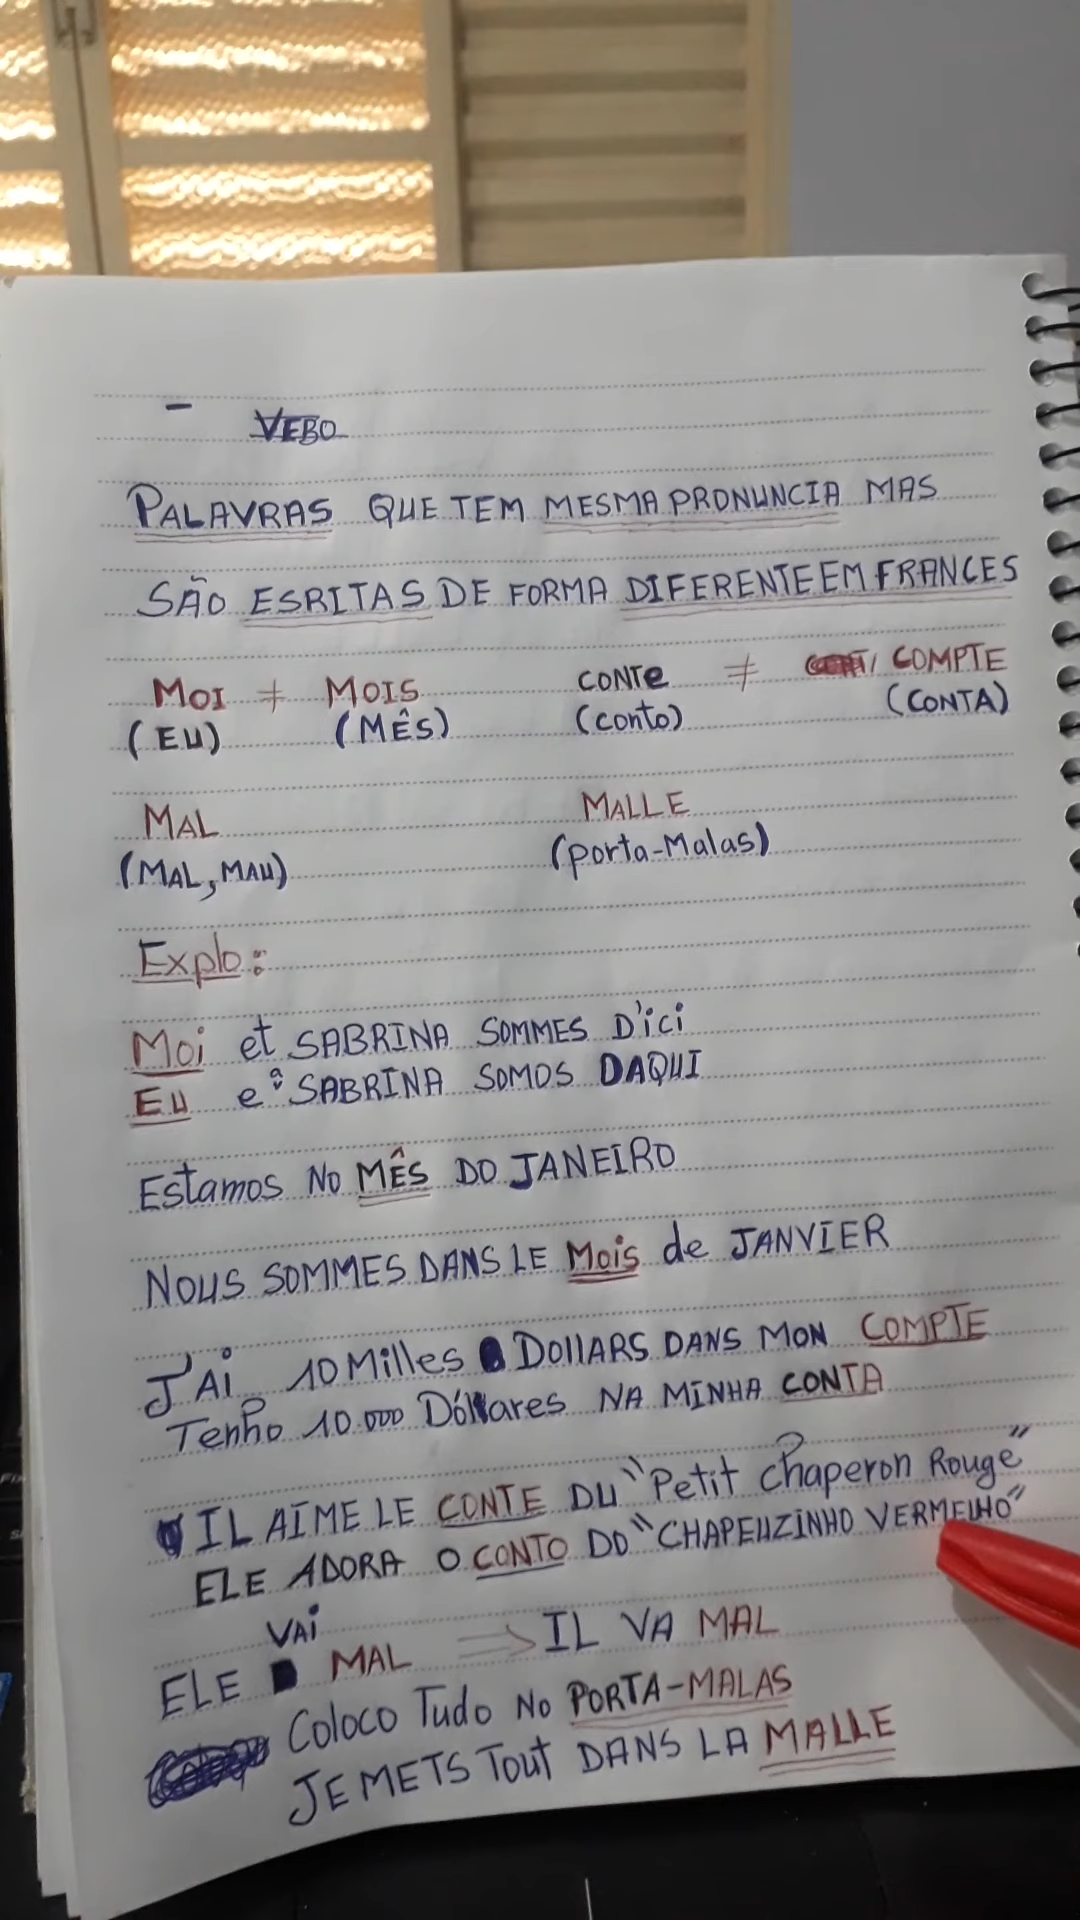 VEBO
PALAVRAS QUE TEM MESMA PRONUNCIA MAS
SÃO ESRITAS DE FORMA DIFERENTE EM FRANCES
MOI ≠ MOIS CONTe ≠ COMPTE
(EU) (MÊS) (conto) (CONTA)
MAL MALLE
(MAL, MAU) (porta-Malas)
Explo:
Moi et SABRINA SOMMES D'ici
EU e a SABRINA SOMOS DAQUI
Estamos NO MÊS DO JANEIRO
NOUS SOMMES DANS LE Mois de JANVIER
J'Ai 10 Milles DOllARS DANS MON COMPTE
Tenho 10.000 Dólares NA MINHA CONTA
IL AIME LE CONTE DU "Petit Chaperon Rouge"
ELE ADORA O CONTO DO "CHAPEUZINHO VERMELHO"
VAi
ELE MAL ⇒ IL VA MAL
Coloco Tudo No PORTA-MALAS
JE METS Tout DANS LA MALLE